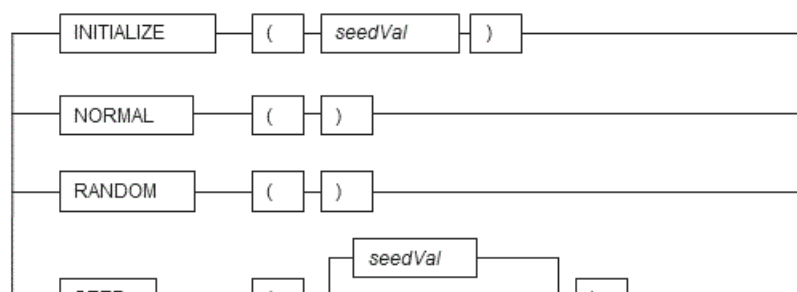 INITIALIZE ( seedVal )
NORMAL ( )
RANDOM ( )
seedVal